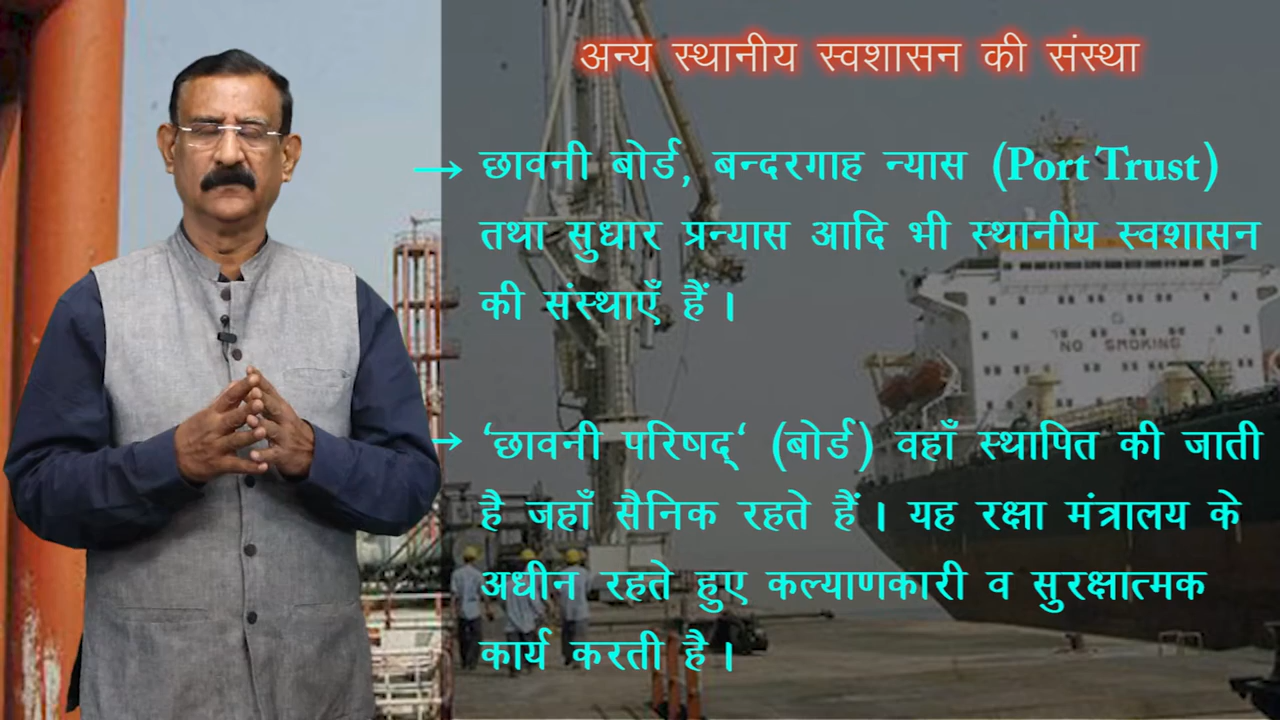 अन्य स्थानीय स्वशासन की संस्था
→ छावनी बोर्ड, बन्दरगाह न्यास (Port Trust)
तथा सुधार प्रन्यास आदि भी स्थानीय स्वशासन
की संस्थाएँ हैं।
→ ‘छावनी परिषद्‘ (बोर्ड) वहाँ स्थापित की जाती
है जहाँ सैनिक रहते हैं। यह रक्षा मंत्रालय के
अधीन रहते हुए कल्याणकारी व सुरक्षात्मक
कार्य करती है।
NO SMOKING